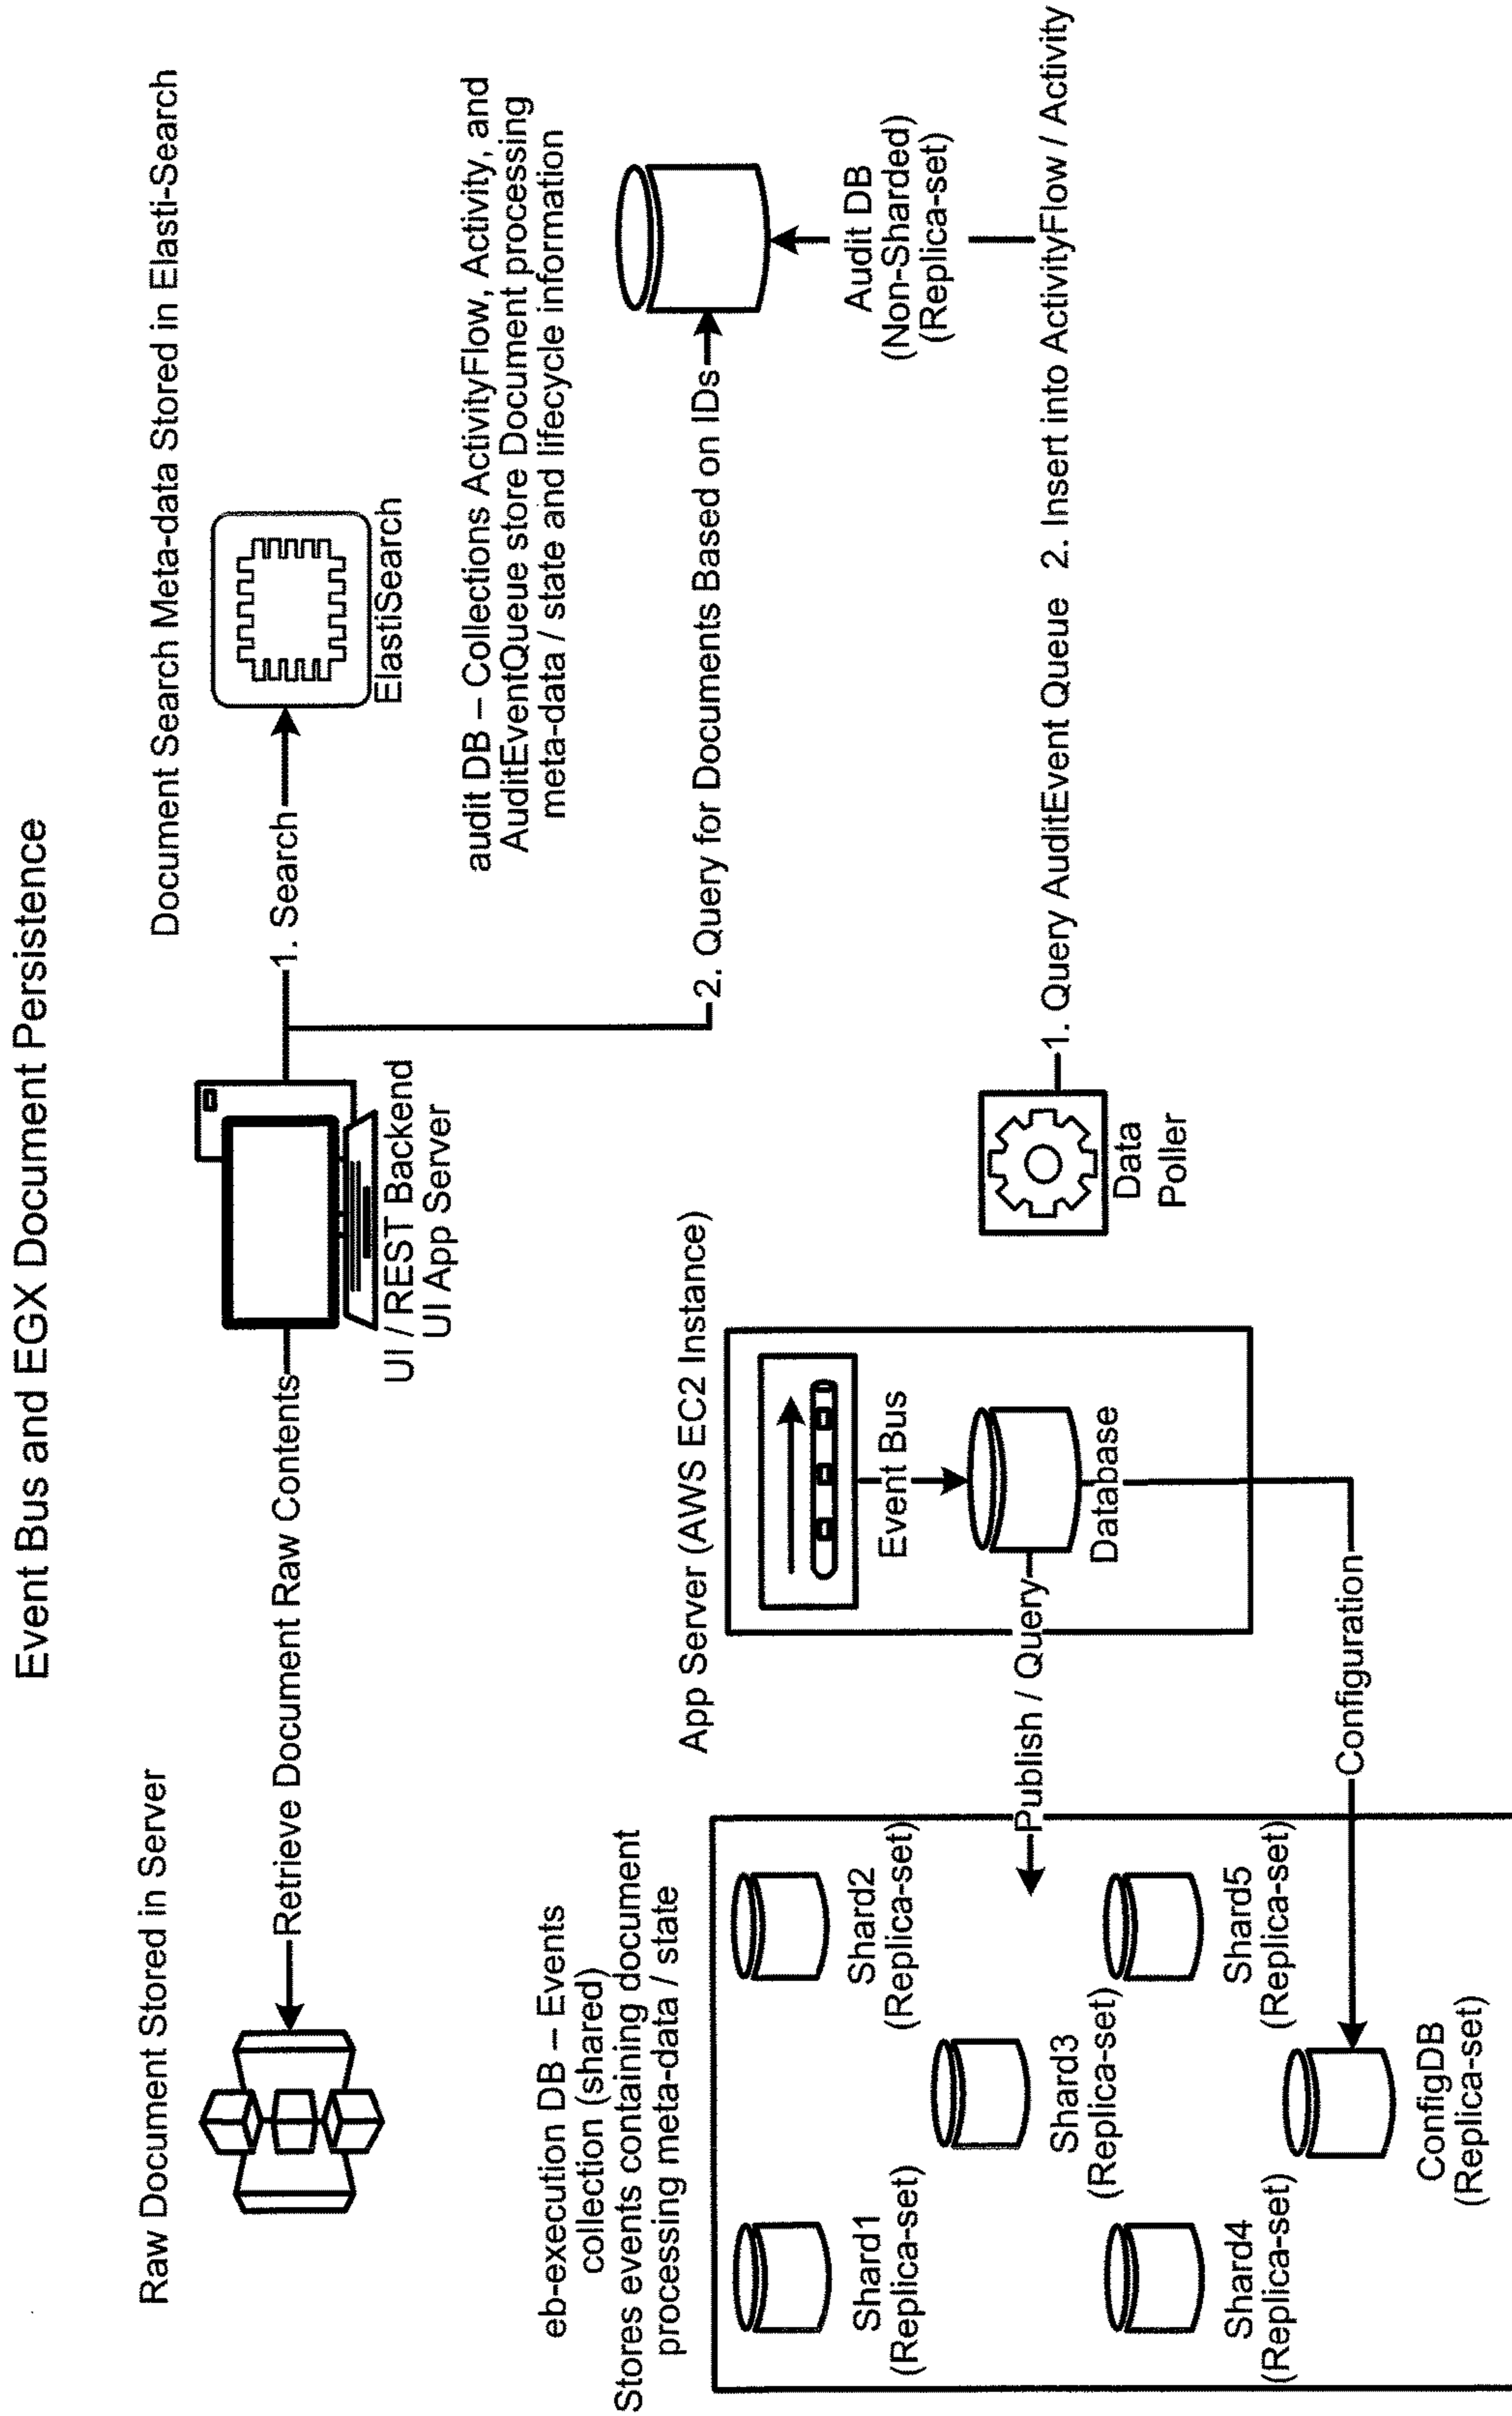 Event Bus and EGX Document Persistence
Raw Document Stored in Server
Document Search Meta-data Stored in Elasti-Search
Retrieve Document Raw Contents
1. Search
UI / REST Backend
UI App Server
ElastiSearch
audit DB – Collections ActivityFlow, Activity, and
AuditEventQueue store Document processing
meta-data / state and lifecycle information
2. Query for Documents Based on IDs
Audit DB
(Non-Sharded)
(Replica-set)
eb-execution DB – Events
collection (shared)
Stores events containing document
processing meta-data / state
App Server (AWS EC2 Instance)
Event Bus
Database
Publish / Query
Configuration
Shard1
(Replica-set)
Shard2
(Replica-set)
Shard3
(Replica-set)
Shard4
(Replica-set)
Shard5
(Replica-set)
ConfigDB
(Replica-set)
Data
Poller
1. Query AuditEvent Queue 2. Insert into ActivityFlow / Activity